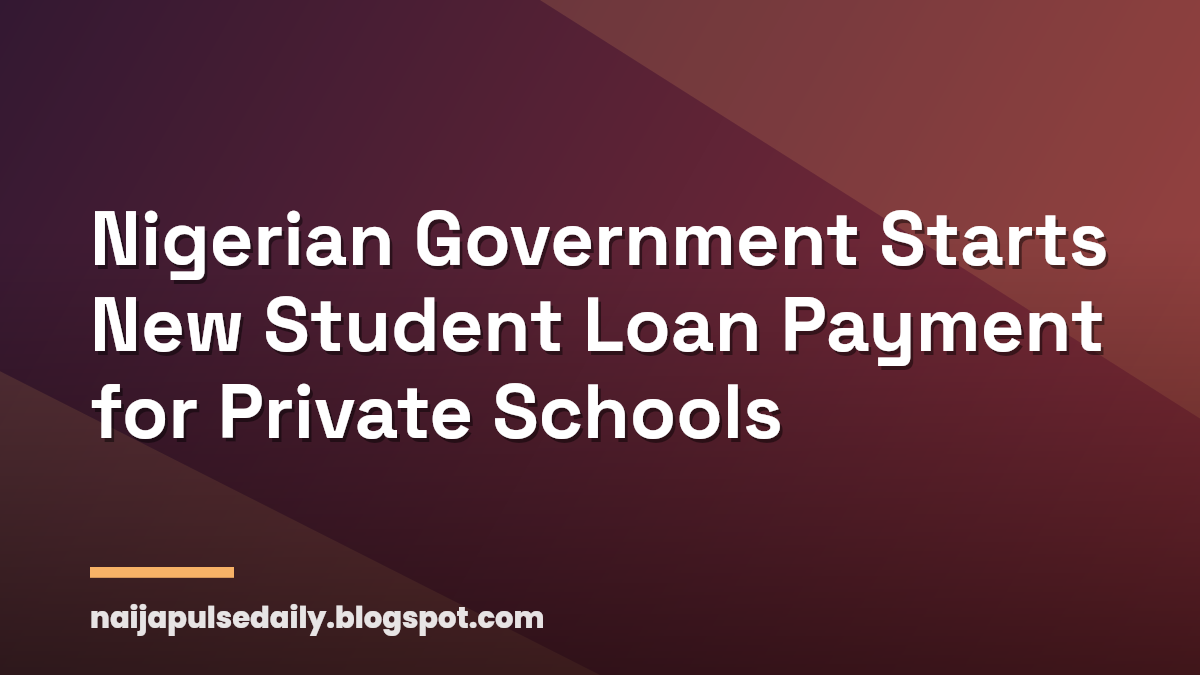 Nigerian Government Starts
New Student Loan Payment
for Private Schools
naijapulsedaily.blogspot.com